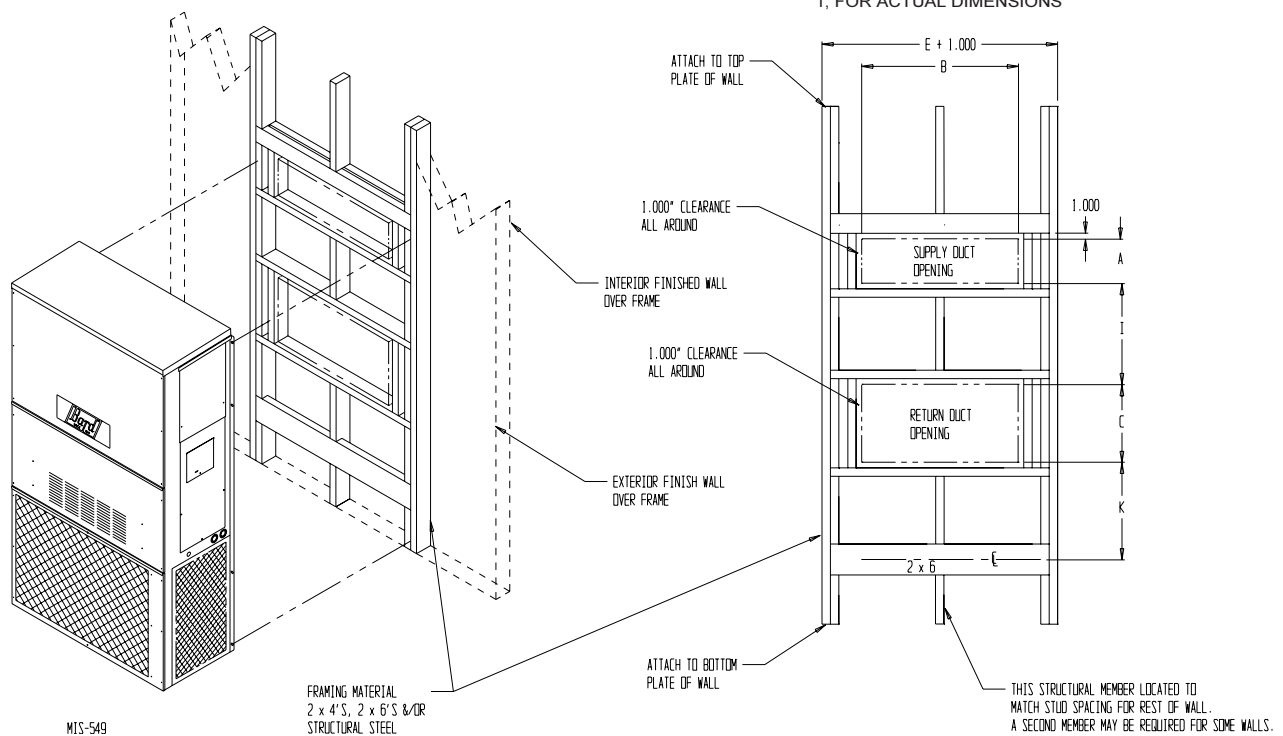 1, FOR ACTUAL DIMENSIONS
E + 1.000
B
ATTACH TO TOP
PLATE OF WALL
1.000" CLEARANCE
ALL AROUND
1.000
SUPPLY DUCT
OPENING
A
I
INTERIOR FINISHED WALL
OVER FRAME
1.000" CLEARANCE
ALL AROUND
RETURN DUCT
OPENING
C
Bard
EXTERIOR FINISH WALL
OVER FRAME
K
2 x 6
℄
ATTACH TO BOTTOM
PLATE OF WALL
FRAMING MATERIAL
2 x 4'S, 2 x 6'S &/OR
STRUCTURAL STEEL
THIS STRUCTURAL MEMBER LOCATED TO
MATCH STUD SPACING FOR REST OF WALL.
A SECOND MEMBER MAY BE REQUIRED FOR SOME WALLS.
MIS-549